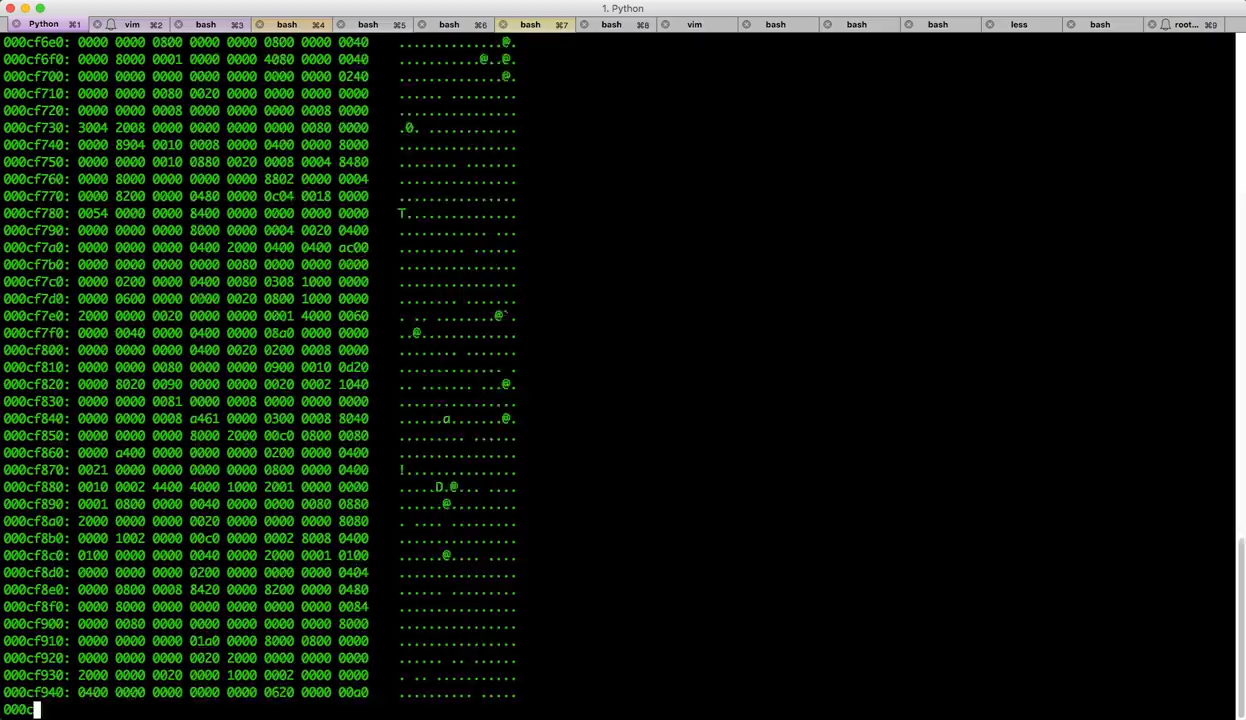 1. Python
Python ⌘1 vim ⌘2 bash ⌘3 bash ⌘4 bash ⌘5 bash ⌘6 bash ⌘7 bash ⌘8 vim bash bash bash less bash root... ⌘9
000cf6e0: 0000 0000 0800 0000 0000 0800 0000 0040 ..............@.
000cf6f0: 0000 8000 0001 0000 0000 4080 0000 0040 ...........@..@.
000cf700: 0000 0000 0000 0000 0000 0000 0000 0240 ..............@.
000cf710: 0000 0000 0080 0020 0000 0000 0000 0000 ...... .........
000cf720: 0000 0000 0008 0000 0000 0000 0008 0000 ................
000cf730: 3004 2008 0000 0000 0000 0000 0080 0000 .0. ............
000cf740: 0000 8904 0010 0008 0000 0400 0000 8000 ................
000cf750: 0000 0000 0010 0880 0020 0008 0004 8480 ........ .......
000cf760: 0000 8000 0000 0000 0000 8802 0000 0004 ................
000cf770: 0000 8200 0000 0480 0000 0c04 0018 0000 ................
000cf780: 0054 0000 0000 8400 0000 0000 0000 0000 T...............
000cf790: 0000 0000 0000 8000 0000 0004 0020 0400 ............ ...
000cf7a0: 0000 0000 0000 0400 2000 0400 0400 ac00 ......... ......
000cf7b0: 0000 0000 0000 0000 0080 0000 0000 0000 ................
000cf7c0: 0000 0200 0000 0400 0080 0308 1000 0000 ................
000cf7d0: 0000 0600 0000 0000 0020 0800 1000 0000 ........ .......
000cf7e0: 2000 0000 0020 0000 0000 0001 4000 0060 . .. ........@`.
000cf7f0: 0000 0040 0000 0400 0000 08a0 0000 0000 ..@.............
000cf800: 0000 0000 0000 0400 0020 0200 0008 0000 ........ .......
000cf810: 0000 0000 0080 0000 0000 0900 0010 0d20 .............. .
000cf820: 0000 8020 0090 0000 0000 0020 0002 1040 .. ....... ...@.
000cf830: 0000 0000 0081 0000 0008 0000 0000 0000 ................
000cf840: 0000 0000 0008 a461 0000 0300 0008 8040 ......a.......@.
000cf850: 0000 0000 0000 8000 2000 00c0 0800 0080 ......... ......
000cf860: 0000 a400 0000 0000 0000 0200 0000 0400 ................
000cf870: 0021 0000 0000 0000 0000 0800 0000 0400 !...............
000cf880: 0010 0002 4400 4000 1000 2001 0000 0000 .....D.@... ....
000cf890: 0001 0800 0000 0040 0000 0000 0080 0880 ......@.........
000cf8a0: 2000 0000 0000 0020 0000 0000 0000 8080 . .... .........
000cf8b0: 0000 1002 0000 00c0 0000 0002 8008 0400 ................
000cf8c0: 0100 0000 0000 0040 0000 2000 0001 0100 ......@.... ....
000cf8d0: 0000 0000 0000 0200 0000 0000 0000 0404 ................
000cf8e0: 0000 0800 0008 8420 0000 8200 0000 0480 ...... .........
000cf8f0: 0000 8000 0000 0000 0000 0000 0000 0084 ................
000cf900: 0000 0080 0000 0000 0000 0000 0000 8000 ................
000cf910: 0000 0000 0000 01a0 0000 8000 0800 0000 ................
000cf920: 0000 0000 0000 0020 2000 0000 0000 0000 ...... .. ......
000cf930: 2000 0000 0020 0000 1000 0002 0000 0000 . .. ...........
000cf940: 0400 0000 0000 0000 0000 0620 0000 00a0 .......... .....
000c